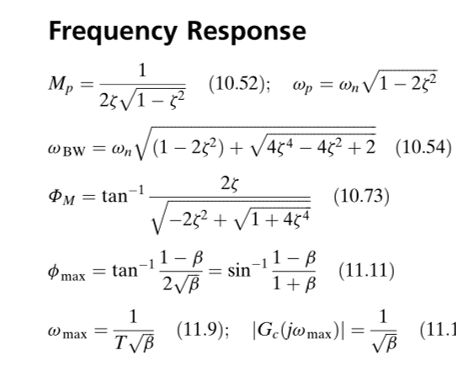 Frequency Response
M_p = 1 / (2ζ√(1 − ζ²)) (10.52); ω_p = ω_n√(1 − 2ζ²)
ω_BW = ω_n√((1 − 2ζ²) + √(4ζ⁴ − 4ζ² + 2)) (10.54)
Φ_M = tan⁻¹ 2ζ / √(−2ζ² + √(1 + 4ζ⁴)) (10.73)
ϕ_max = tan⁻¹ (1 − β) / (2√β) = sin⁻¹ (1 − β) / (1 + β) (11.11)
ω_max = 1 / (T√β) (11.9); |G_c(jω_max)| = 1 / √β (11.1